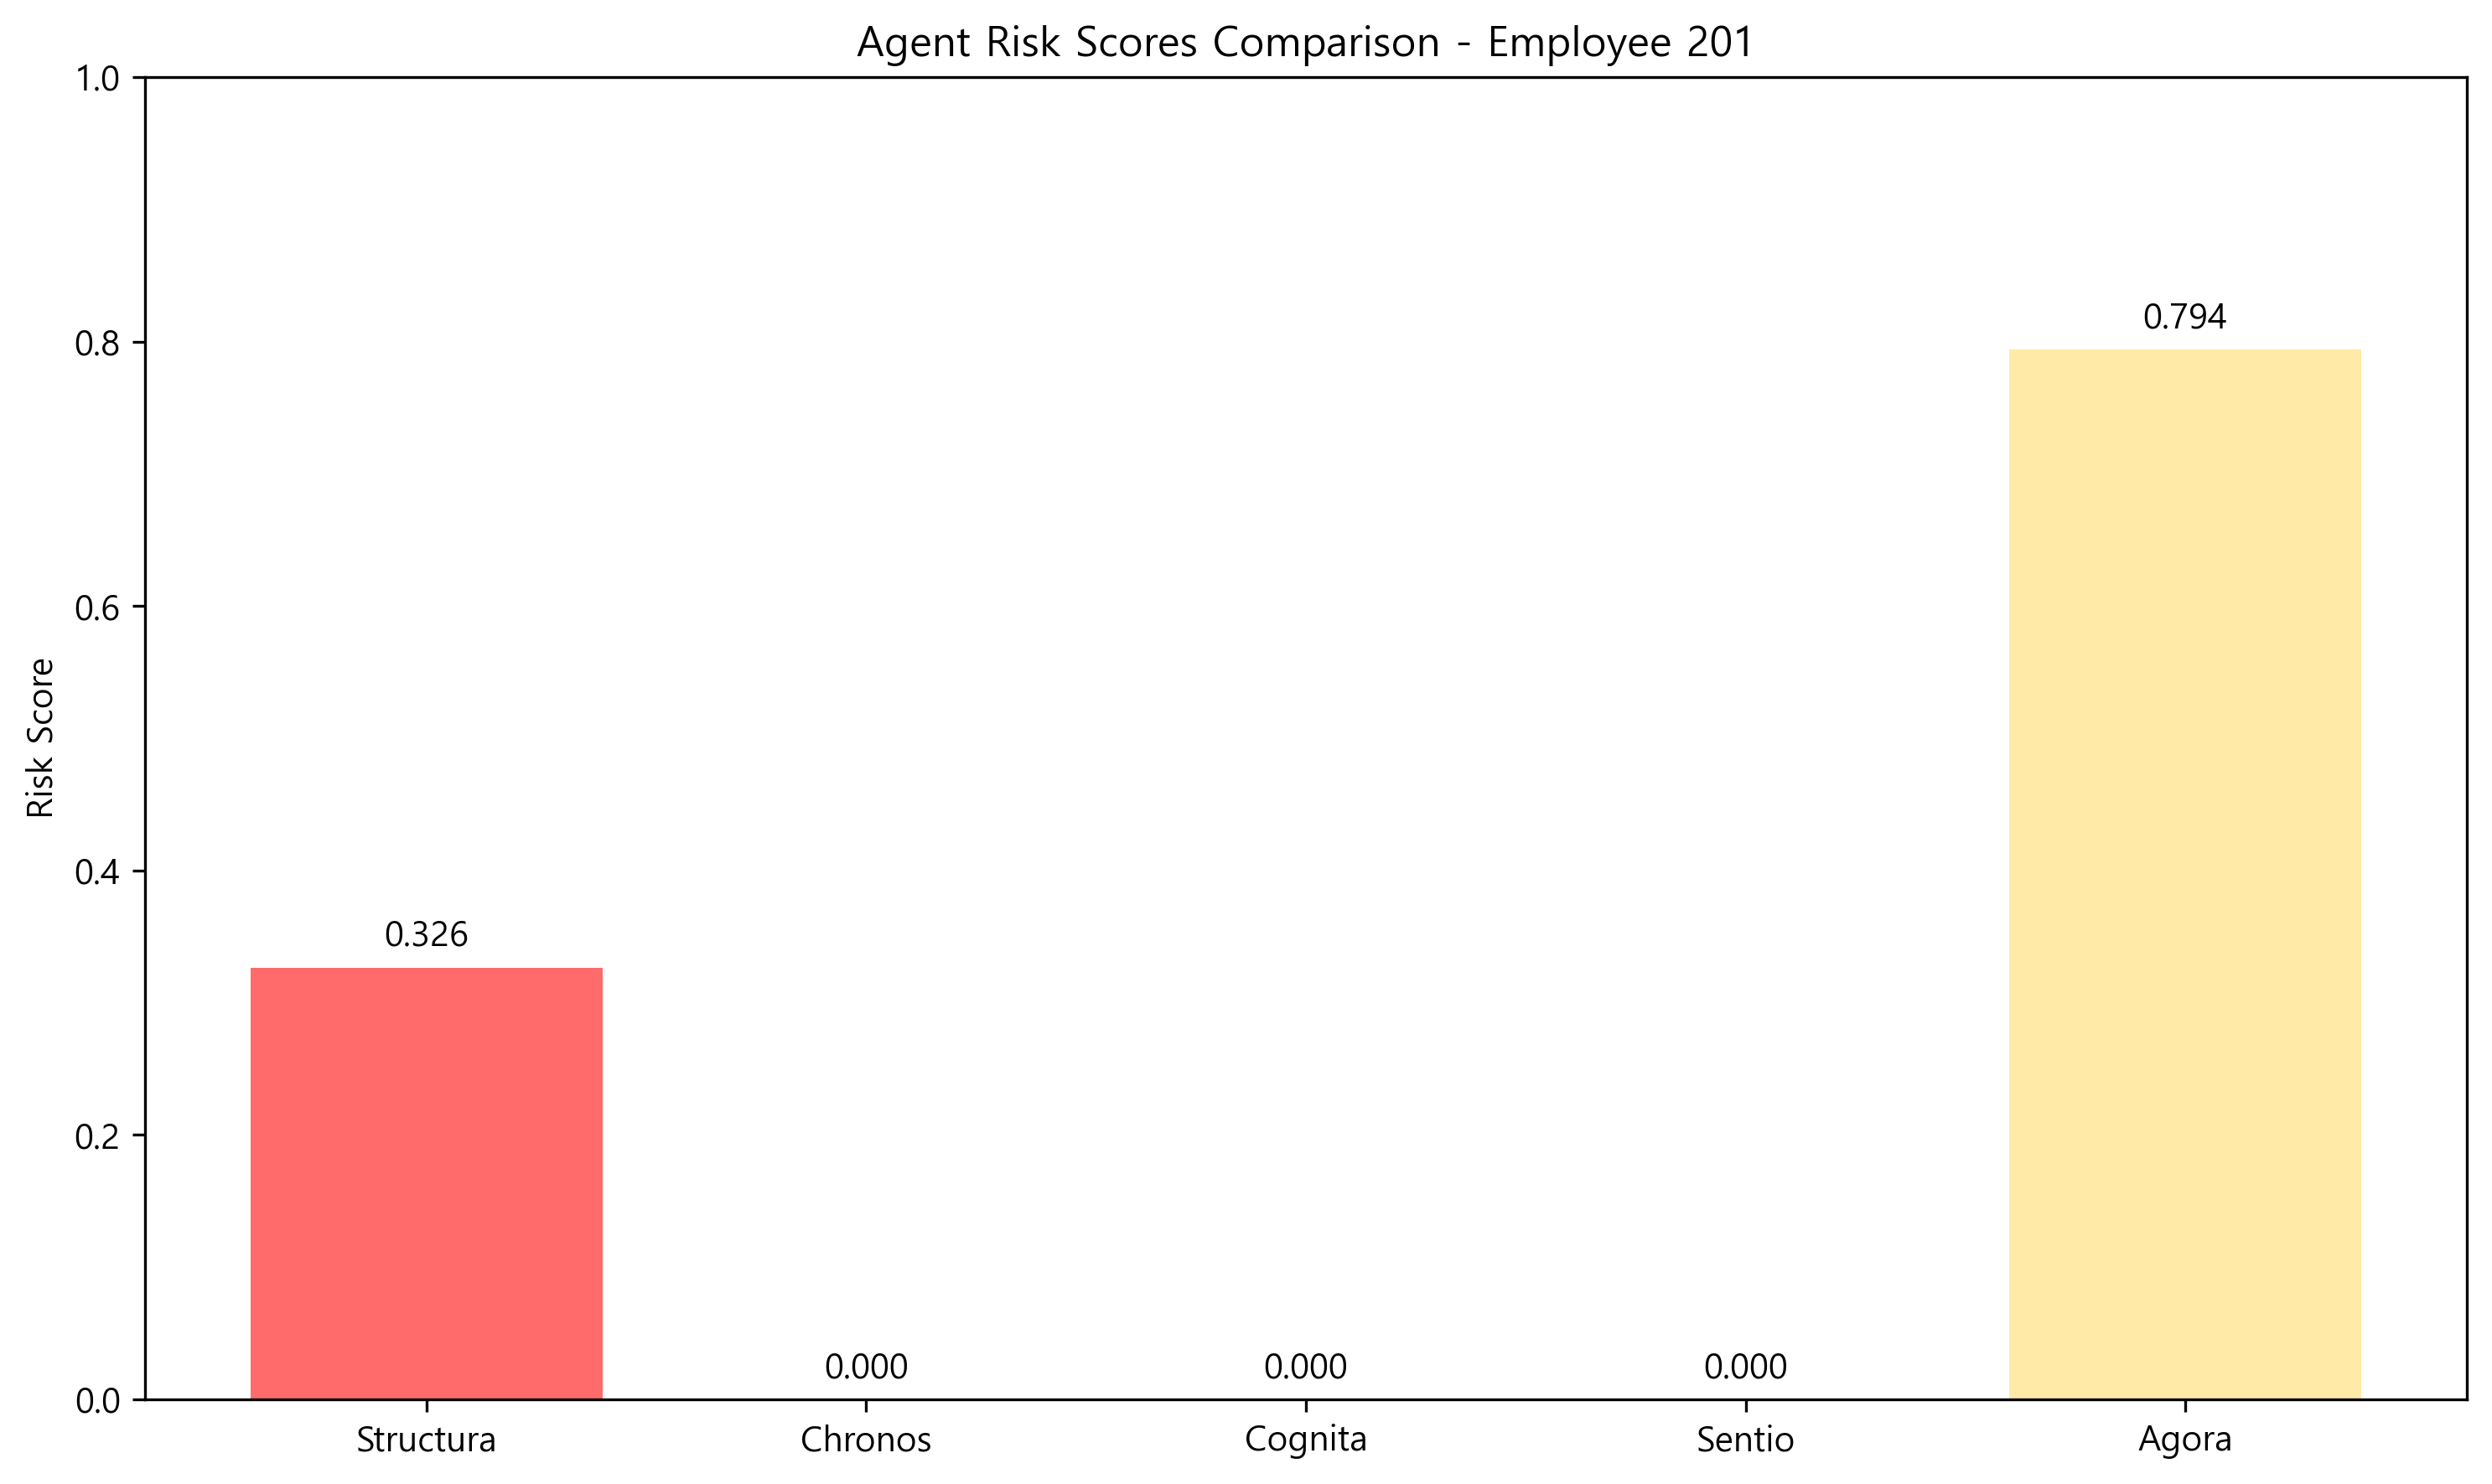 Agent Risk Scores Comparison - Employee 201
1.0
0.8
0.6
0.4
0.2
0.0
Risk Score
0.326
0.000
0.000
0.000
0.794
Structura
Chronos
Cognita
Sentio
Agora